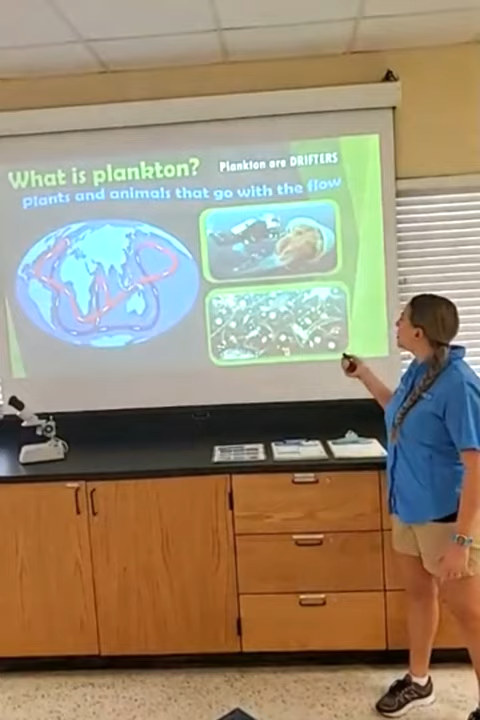 What is plankton?
Plankton are DRIFTERS
Plants and animals that go with the flow